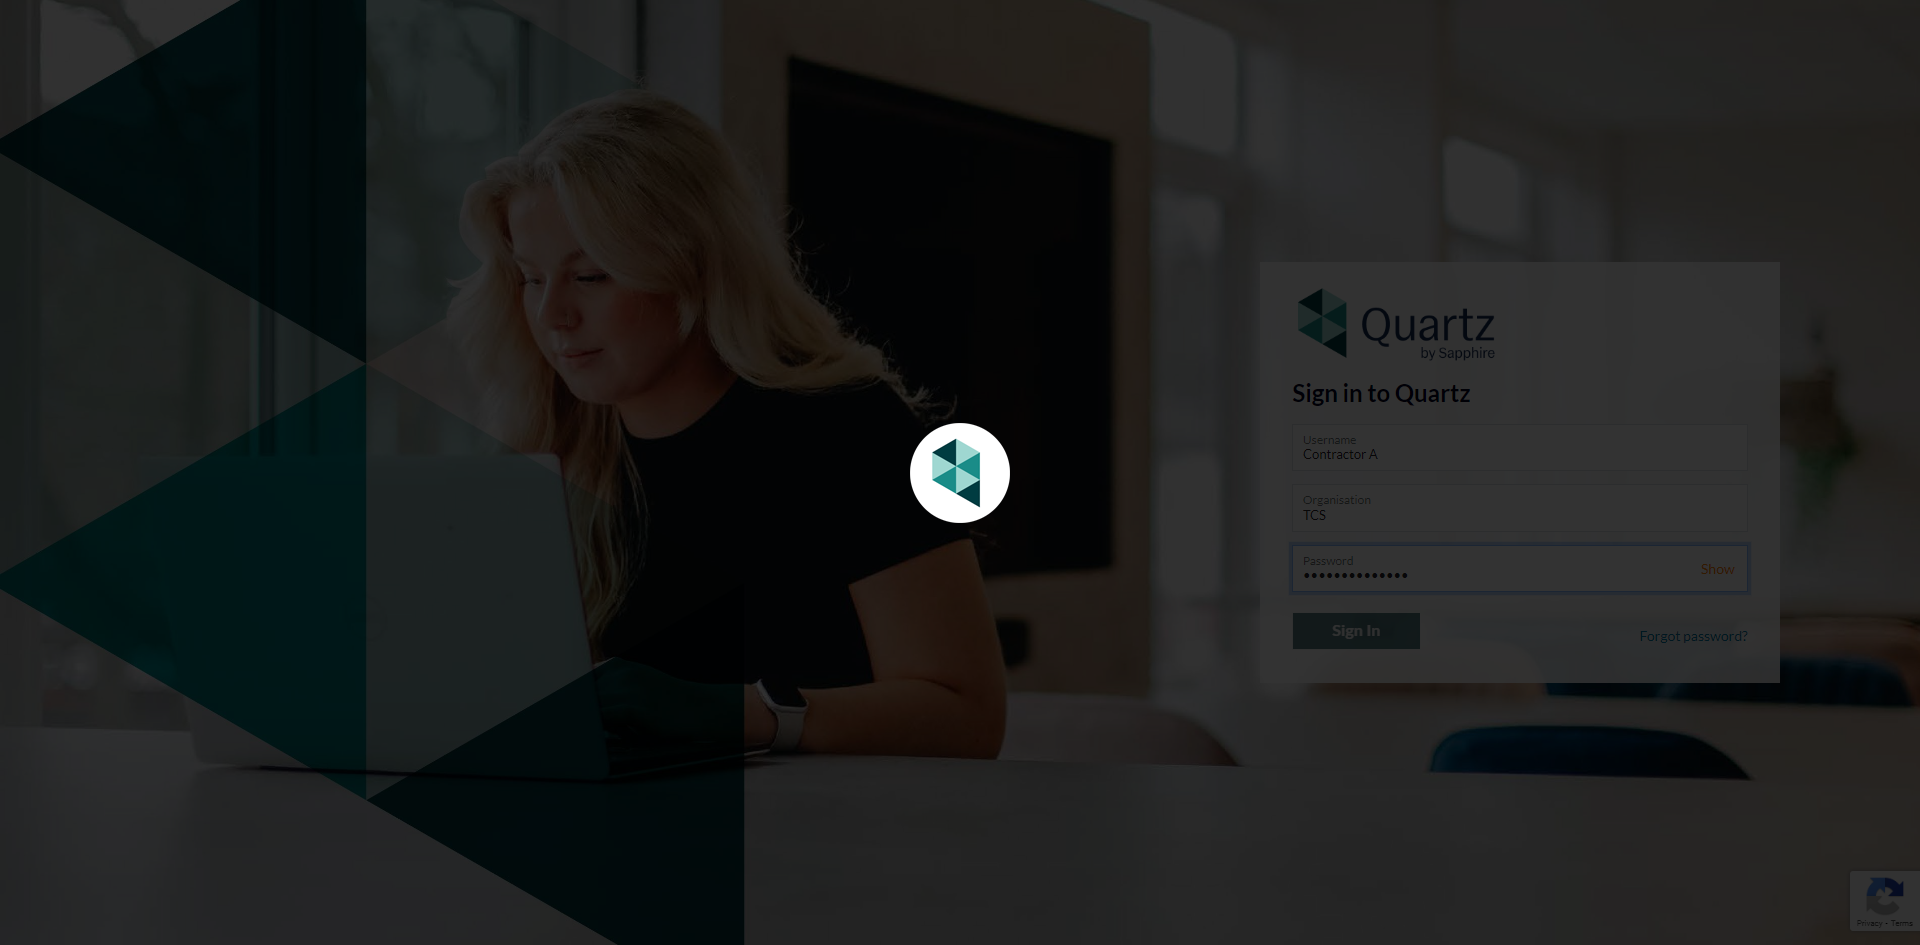 Quartz
by Sapphire
Sign in to Quartz
Username
Contractor A
Organisation
TCS
Password
••••••••••••••
Show
Sign In
Forgot password?
Privacy - Terms